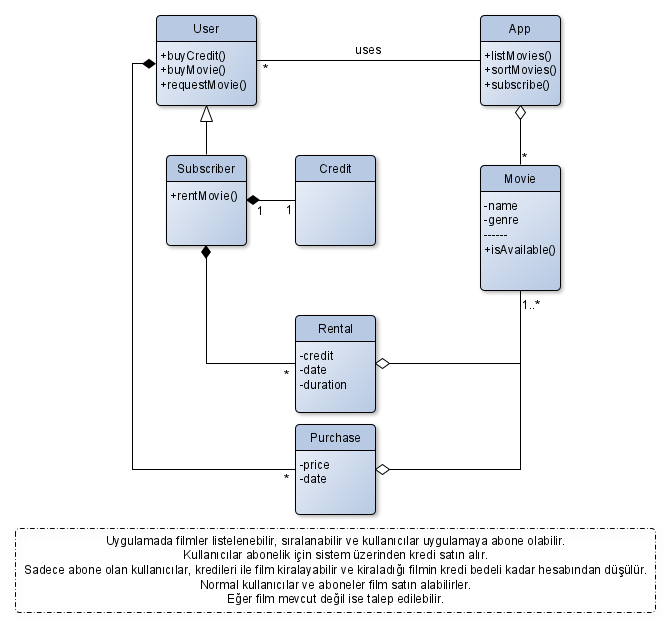 User
+buyCredit()
+buyMovie()
+requestMovie()
uses
*
App
+listMovies()
+sortMovies()
+subscribe()
*
Subscriber
+rentMovie()
1
1
Credit
Movie
-name
-genre
------
+isAvailable()
1..*
Rental
-credit
-date
-duration
*
Purchase
-price
-date
*
Uygulamada filmler listelenebilir, sıralanabilir ve kullanıcılar uygulamaya abone olabilir.
Kullanıcılar abonelik için sistem üzerinden kredi satın alır.
Sadece abone olan kullanıcılar, kredileri ile film kiralayabilir ve kiraladığı filmin kredi bedeli kadar hesabından düşülür.
Normal kullanıcılar ve aboneler film satın alabilirler.
Eğer film mevcut değil ise talep edilebilir.